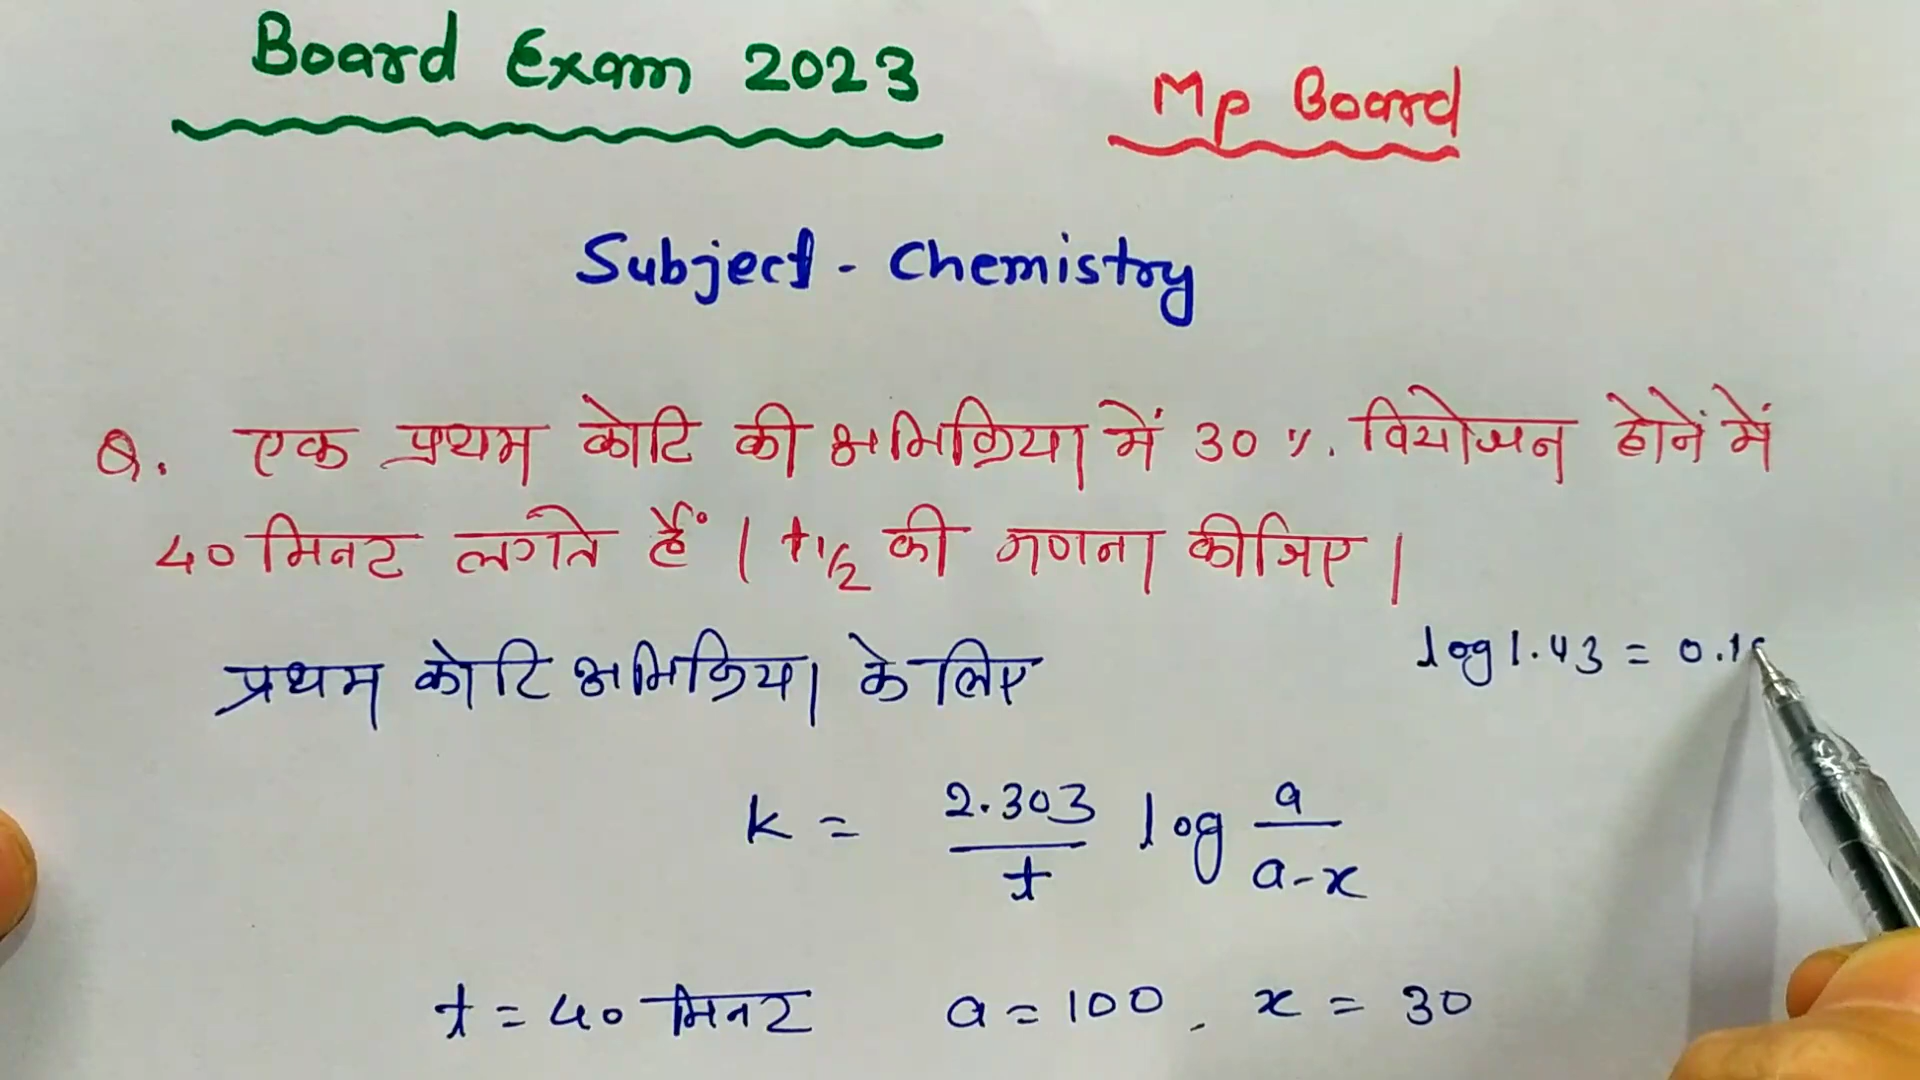 Board Exam 2023
Mp Board
Subject - Chemistry
Q. एक प्रथम कोटि की अभिक्रिया में 30 %. वियोजन होनें में
40 मिनट लगते हैं । t1/2 की गणना कीजिए ।
प्रथम कोटि अभिक्रिया के लिए
log 1.43 = 0.1
k = 2.303/t log a/a-x
t = 40 मिनट a = 100 , x = 30